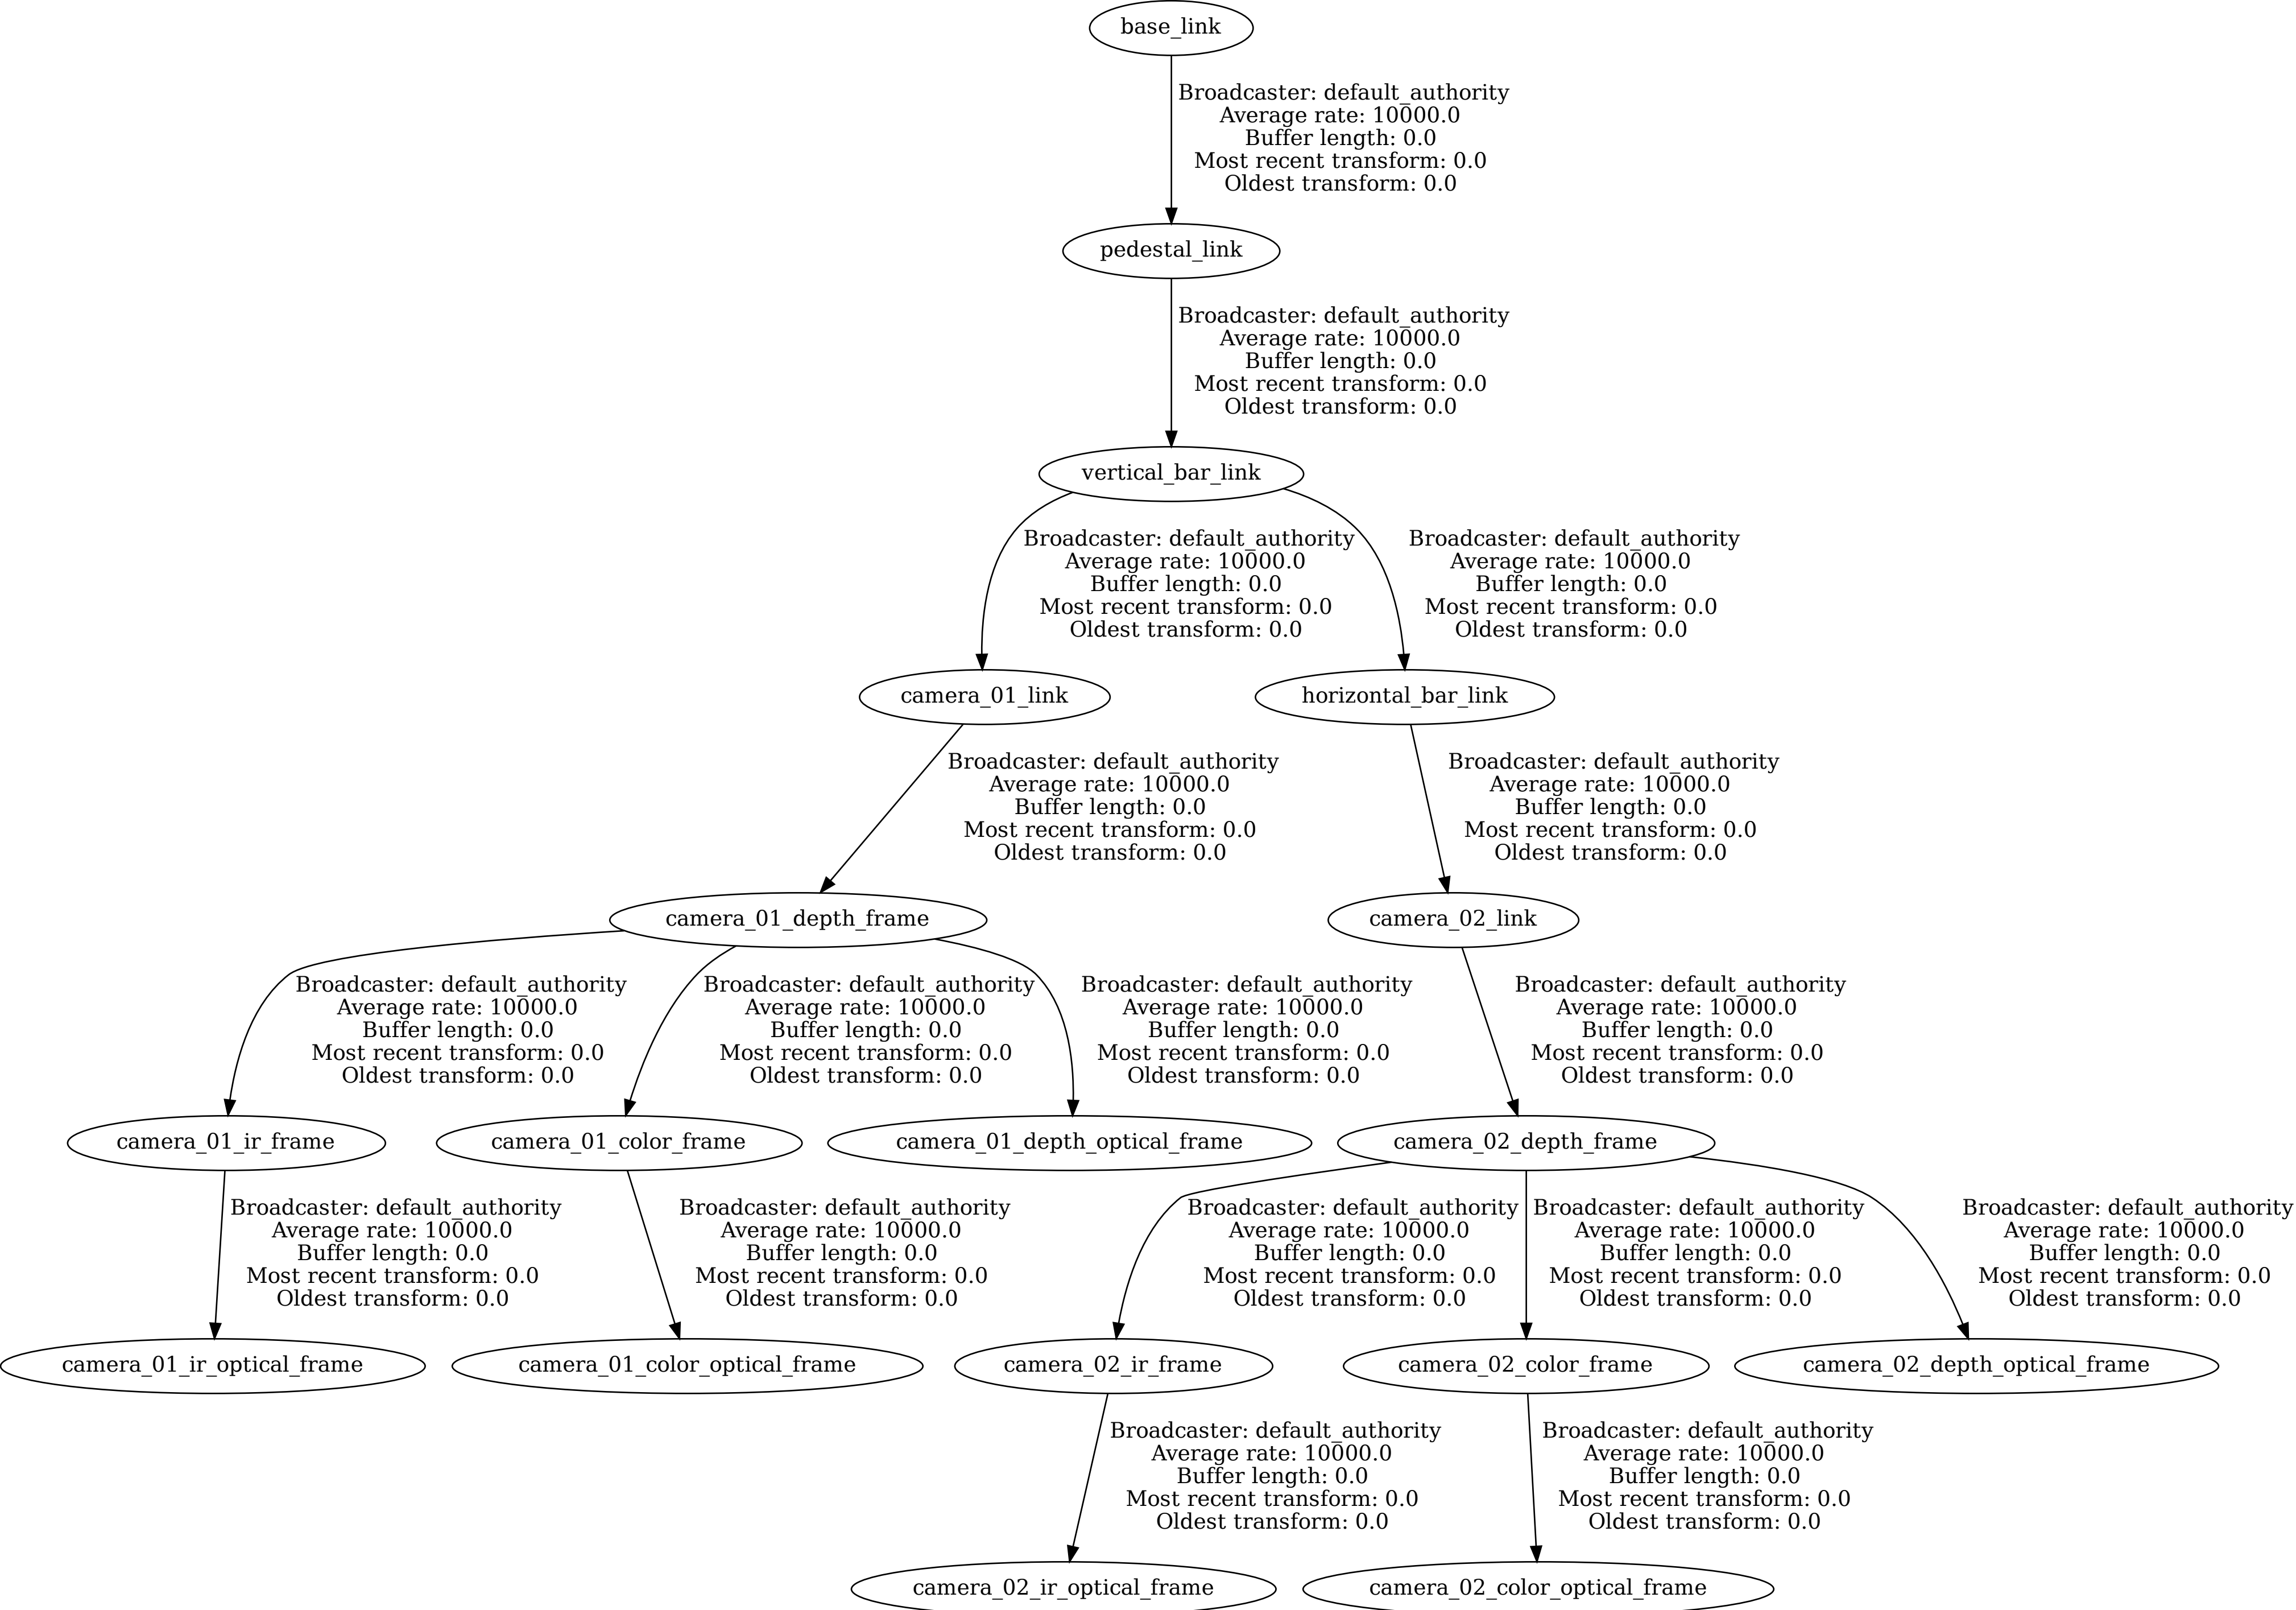 base_link
Broadcaster: default_authority
Average rate: 10000.0
Buffer length: 0.0
Most recent transform: 0.0
Oldest transform: 0.0
pedestal_link
Broadcaster: default_authority
Average rate: 10000.0
Buffer length: 0.0
Most recent transform: 0.0
Oldest transform: 0.0
vertical_bar_link
Broadcaster: default_authority
Average rate: 10000.0
Buffer length: 0.0
Most recent transform: 0.0
Oldest transform: 0.0
Broadcaster: default_authority
Average rate: 10000.0
Buffer length: 0.0
Most recent transform: 0.0
Oldest transform: 0.0
camera_01_link
horizontal_bar_link
Broadcaster: default_authority
Average rate: 10000.0
Buffer length: 0.0
Most recent transform: 0.0
Oldest transform: 0.0
Broadcaster: default_authority
Average rate: 10000.0
Buffer length: 0.0
Most recent transform: 0.0
Oldest transform: 0.0
camera_01_depth_frame
camera_02_link
Broadcaster: default_authority
Average rate: 10000.0
Buffer length: 0.0
Most recent transform: 0.0
Oldest transform: 0.0
Broadcaster: default_authority
Average rate: 10000.0
Buffer length: 0.0
Most recent transform: 0.0
Oldest transform: 0.0
Broadcaster: default_authority
Average rate: 10000.0
Buffer length: 0.0
Most recent transform: 0.0
Oldest transform: 0.0
Broadcaster: default_authority
Average rate: 10000.0
Buffer length: 0.0
Most recent transform: 0.0
Oldest transform: 0.0
camera_01_ir_frame
camera_01_color_frame
camera_01_depth_optical_frame
camera_02_depth_frame
Broadcaster: default_authority
Average rate: 10000.0
Buffer length: 0.0
Most recent transform: 0.0
Oldest transform: 0.0
Broadcaster: default_authority
Average rate: 10000.0
Buffer length: 0.0
Most recent transform: 0.0
Oldest transform: 0.0
Broadcaster: default_authority
Average rate: 10000.0
Buffer length: 0.0
Most recent transform: 0.0
Oldest transform: 0.0
Broadcaster: default_authority
Average rate: 10000.0
Buffer length: 0.0
Most recent transform: 0.0
Oldest transform: 0.0
Broadcaster: default_authority
Average rate: 10000.0
Buffer length: 0.0
Most recent transform: 0.0
Oldest transform: 0.0
camera_01_ir_optical_frame
camera_01_color_optical_frame
camera_02_ir_frame
camera_02_color_frame
camera_02_depth_optical_frame
Broadcaster: default_authority
Average rate: 10000.0
Buffer length: 0.0
Most recent transform: 0.0
Oldest transform: 0.0
Broadcaster: default_authority
Average rate: 10000.0
Buffer length: 0.0
Most recent transform: 0.0
Oldest transform: 0.0
camera_02_ir_optical_frame
camera_02_color_optical_frame